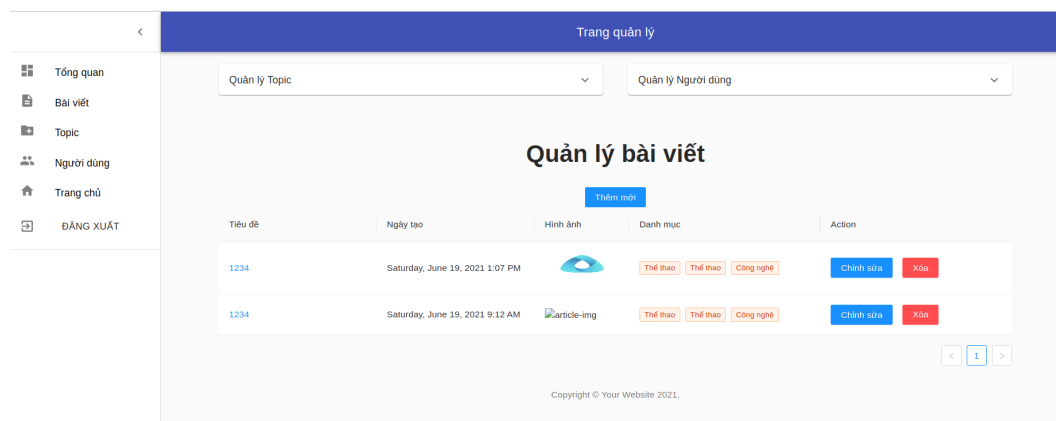 Trang quản lý
Tổng quan
Bài viết
Topic
Người dùng
Trang chủ
ĐĂNG XUẤT
Quản lý Topic
Quản lý Người dùng
Quản lý bài viết
Thêm mới
Tiêu đề Ngày tạo Hình ảnh Danh mục Action
1234 Saturday, June 19, 2021 1:07 PM Thể thao Thể thao Công nghệ Chỉnh sửa Xóa
1234 Saturday, June 19, 2021 9:12 AM article-img Thể thao Thể thao Công nghệ Chỉnh sửa Xóa
< 1 >
Copyright © Your Website 2021.